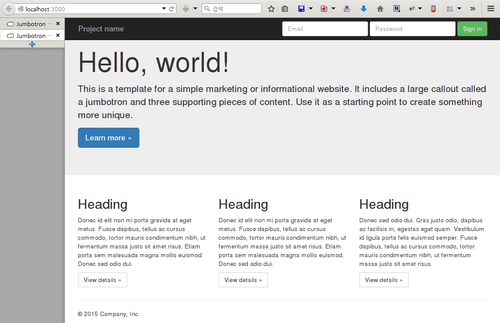 localhost:3000
검색
Jumbotron
Jumbotron
Project name
Email
Password
Sign in
Hello, world!
This is a template for a simple marketing or informational website. It includes a large callout called
a jumbotron and three supporting pieces of content. Use it as a starting point to create something
more unique.
Learn more »
Heading
Donec id elit non mi porta gravida at eget
metus. Fusce dapibus, tellus ac cursus
commodo, tortor mauris condimentum nibh, ut
fermentum massa justo sit amet risus. Etiam
porta sem malesuada magna mollis euismod.
Donec sed odio dui.
View details »
Heading
Donec id elit non mi porta gravida at eget
metus. Fusce dapibus, tellus ac cursus
commodo, tortor mauris condimentum nibh, ut
fermentum massa justo sit amet risus. Etiam
porta sem malesuada magna mollis euismod.
Donec sed odio dui.
View details »
Heading
Donec sed odio dui. Cras justo odio, dapibus
ac facilisis in, egestas eget quam. Vestibulum
id ligula porta felis euismod semper. Fusce
dapibus, tellus ac cursus commodo, tortor
mauris condimentum nibh, ut fermentum
massa justo sit amet risus.
View details »
© 2015 Company, Inc.